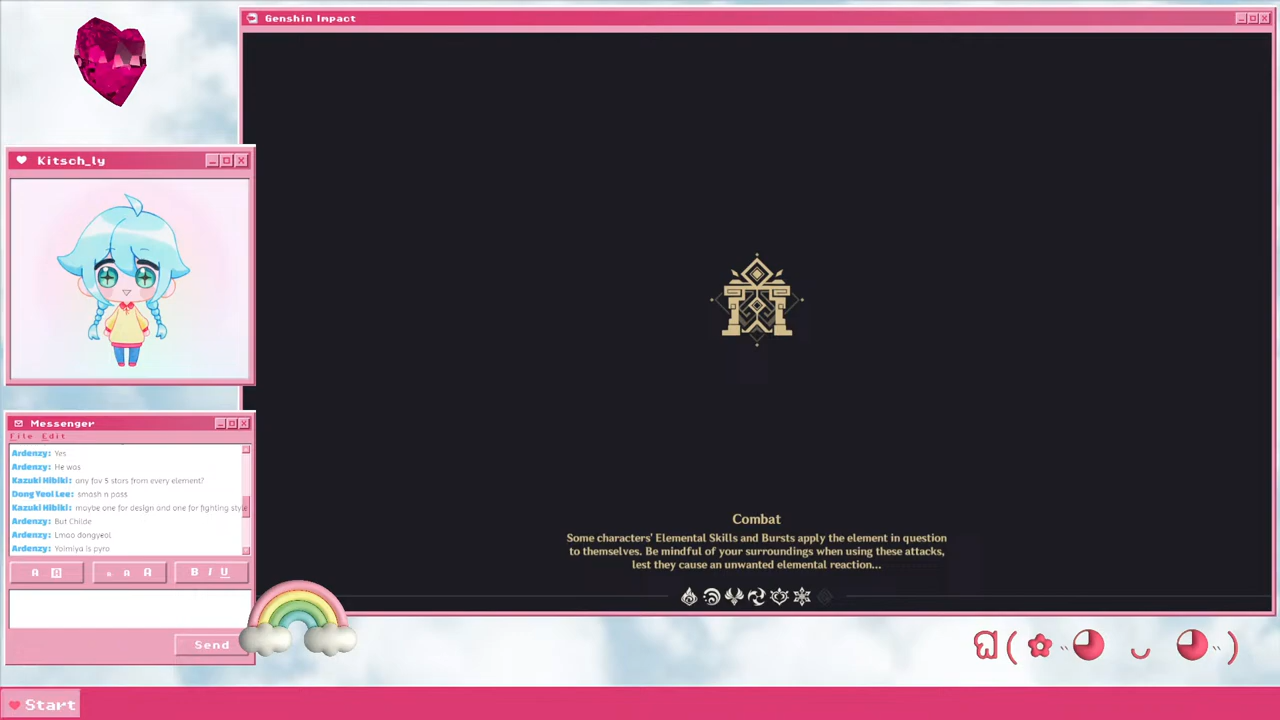 Genshin Impact
Kitsch_ly
Messenger
File Edit
Ardenzy: Yes
Ardenzy: He was
Kazuki Hibiki: any fav 5 stars from every element?
Dong Yeol Lee: smash n pass
Kazuki Hibiki: maybe one for design and one for fighting style
Ardenzy: But Childe
Ardenzy: Lmao dongyeol
Ardenzy: Yoimiya is pyro
A A
a A A
B I U
Send
Combat
Some characters' Elemental Skills and Bursts apply the element in question
to themselves. Be mindful of your surroundings when using these attacks,
lest they cause an unwanted elemental reaction...
Start